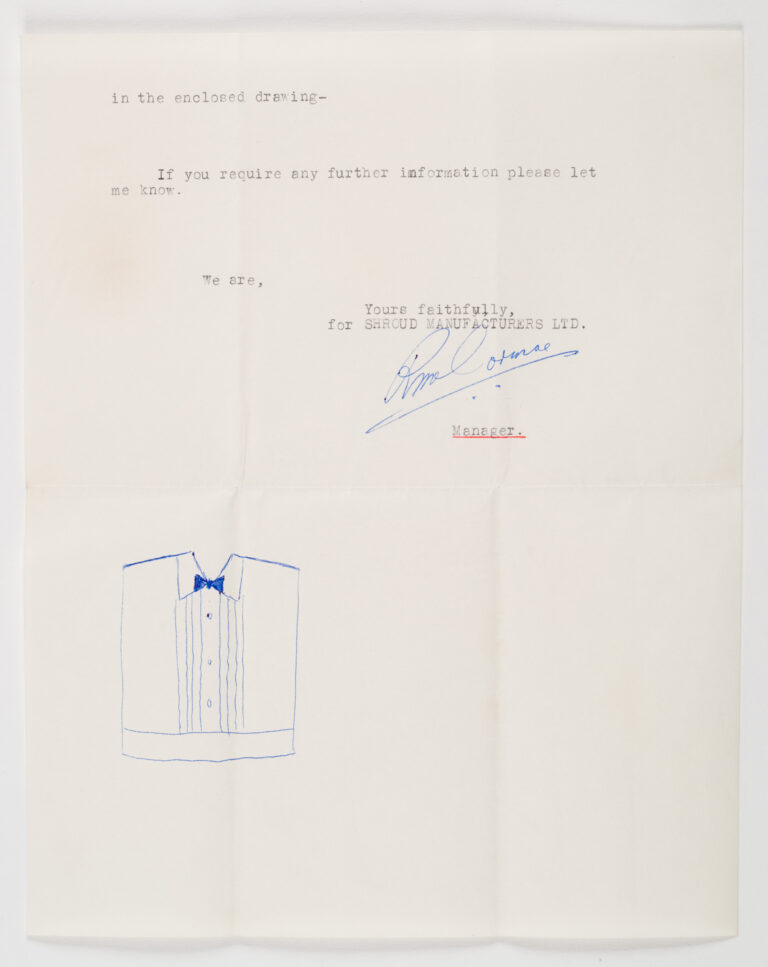 in the enclosed drawing-
If you require any further information please let
me know.
We are,
Yours faithfully,
for SHROUD MANUFACTURERS LTD.
Manager.